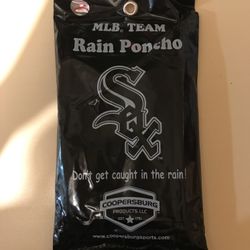 MLB TEAM
Rain Poncho
Sox
Don't get caught in the rain!
COOPERSBURG
PRODUCTS, LLC
www.coopersburgsports.com